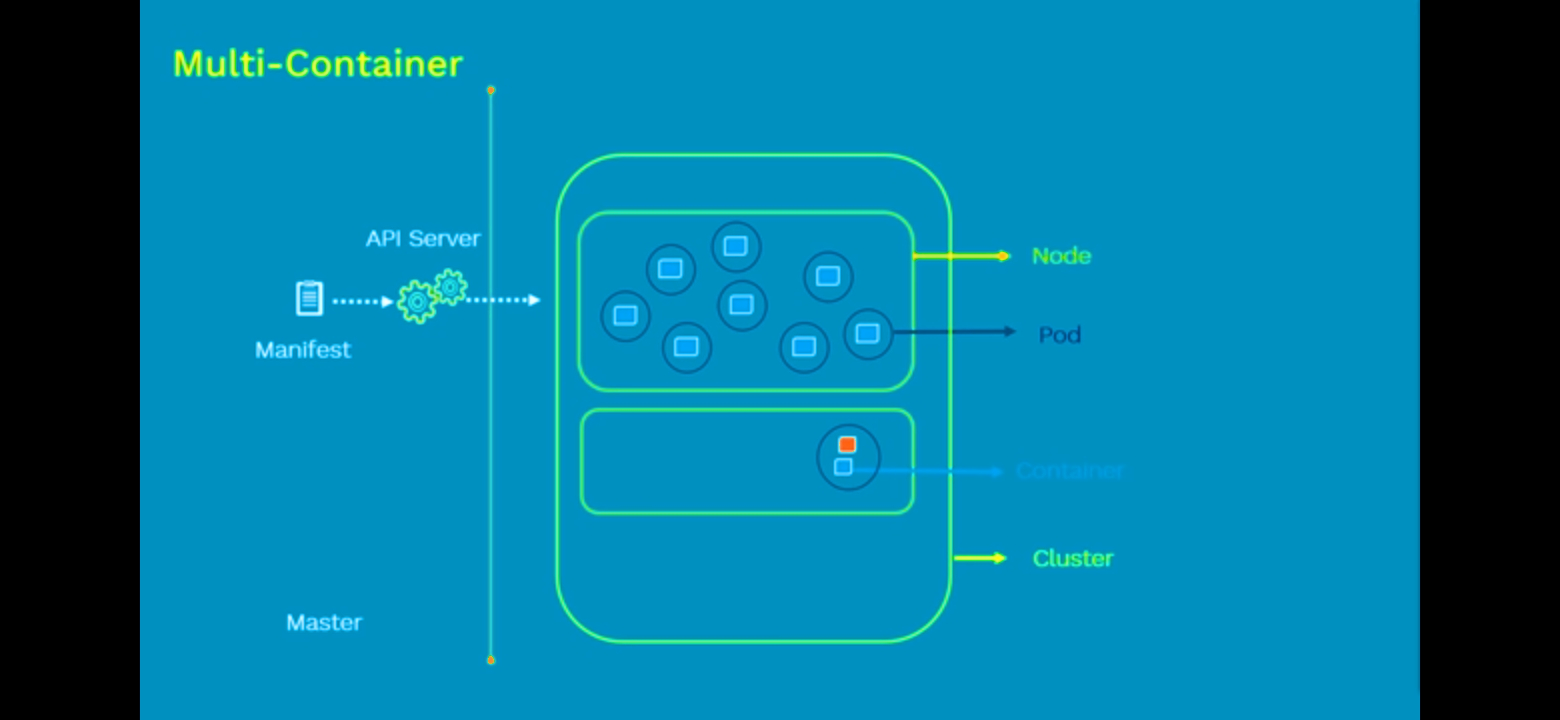 Multi-Container
API Server
Manifest
Master
Node
Pod
Container
Cluster